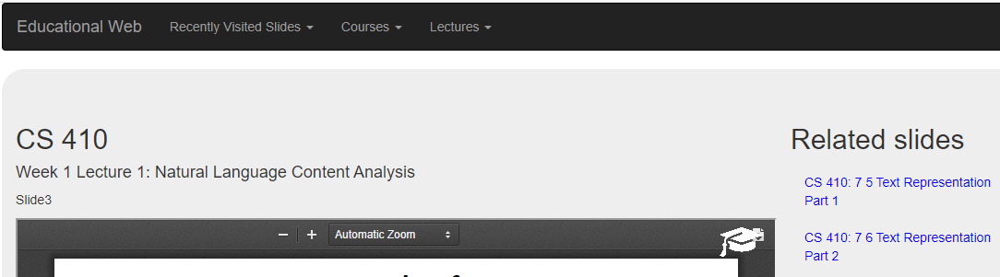 Educational Web Recently Visited Slides Courses Lectures
CS 410
Week 1 Lecture 1: Natural Language Content Analysis
Slide3
Automatic Zoom
Related slides
CS 410: 7 5 Text Representation
Part 1
CS 410: 7 6 Text Representation
Part 2